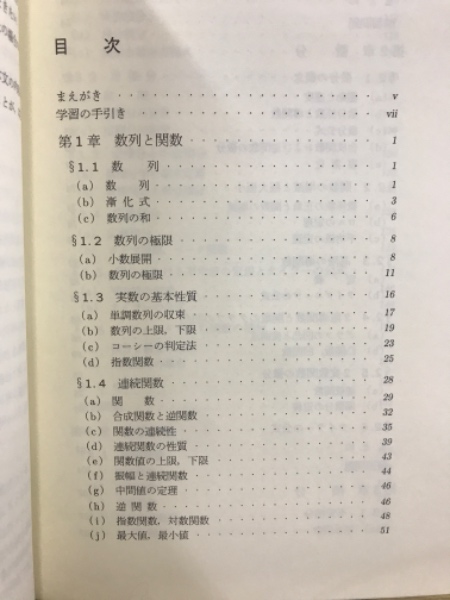 目 次
まえがき · · · · · · · · · · · · · · · · · · · · · · v
学習の手引き · · · · · · · · · · · · · · · · · · · · vii
第1章 数列と関数 · · · · · · · · · · · · · · · · 1
§1.1 数 列 · · · · · · · · · · · · · · · · · · 1
(a) 数 列 · · · · · · · · · · · · · · · · · · 1
(b) 漸 化 式 · · · · · · · · · · · · · · · · · 3
(c) 数列の和 · · · · · · · · · · · · · · · · · 6
§1.2 数列の極限 · · · · · · · · · · · · · · · · 8
(a) 小数展開 · · · · · · · · · · · · · · · · · 8
(b) 数列の極限 · · · · · · · · · · · · · · · · 11
§1.3 実数の基本性質 · · · · · · · · · · · · · · 16
(a) 単調数列の収束 · · · · · · · · · · · · · · 17
(b) 数列の上限，下限 · · · · · · · · · · · · · 19
(c) コーシーの判定法 · · · · · · · · · · · · · 23
(d) 指数関数 · · · · · · · · · · · · · · · · · 25
§1.4 連続関数 · · · · · · · · · · · · · · · · · 28
(a) 関 数 · · · · · · · · · · · · · · · · · · 29
(b) 合成関数と逆関数 · · · · · · · · · · · · · 32
(c) 関数の連続性 · · · · · · · · · · · · · · · 35
(d) 連続関数の性質 · · · · · · · · · · · · · · 39
(e) 関数値の上限，下限 · · · · · · · · · · · · 43
(f) 振幅と連続関数 · · · · · · · · · · · · · · 44
(g) 中間値の定理 · · · · · · · · · · · · · · · 46
(h) 逆 関 数 · · · · · · · · · · · · · · · · · 46
(i) 指数関数，対数関数 · · · · · · · · · · · · 48
(j) 最大値，最小値 · · · · · · · · · · · · · · 51